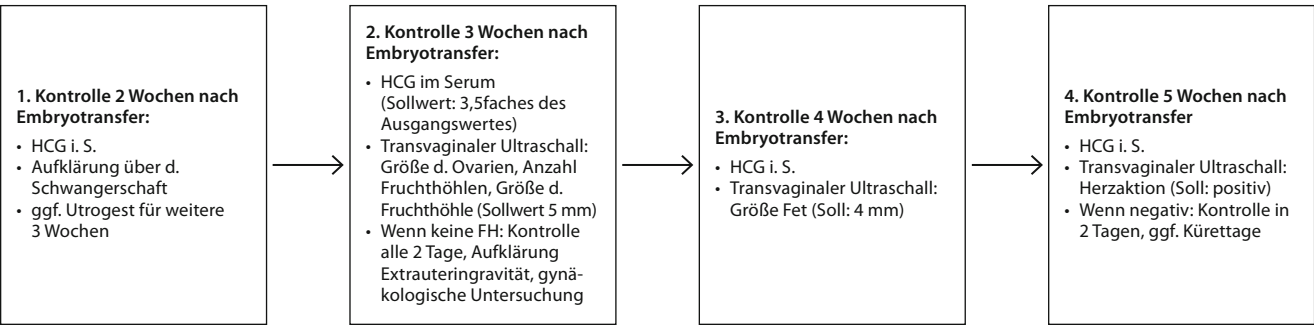 1. Kontrolle 2 Wochen nach
Embryotransfer:
• HCG i. S.
• Aufklärung über d.
Schwangerschaft
• ggf. Utrogest für weitere
3 Wochen
2. Kontrolle 3 Wochen nach
Embryotransfer:
• HCG im Serum
(Sollwert: 3,5faches des
Ausgangswertes)
• Transvaginaler Ultraschall:
Größe d. Ovarien, Anzahl
Fruchthöhlen, Größe d.
Fruchthöhle (Sollwert 5 mm)
• Wenn keine FH: Kontrolle
alle 2 Tage, Aufklärung
Extrauteringravität, gynä-
kologische Untersuchung
3. Kontrolle 4 Wochen nach
Embryotransfer:
• HCG i. S.
• Transvaginaler Ultraschall:
Größe Fet (Soll: 4 mm)
4. Kontrolle 5 Wochen nach
Embryotransfer
• HCG i. S.
• Transvaginaler Ultraschall:
Herzaktion (Soll: positiv)
• Wenn negativ: Kontrolle in
2 Tagen, ggf. Kürettage